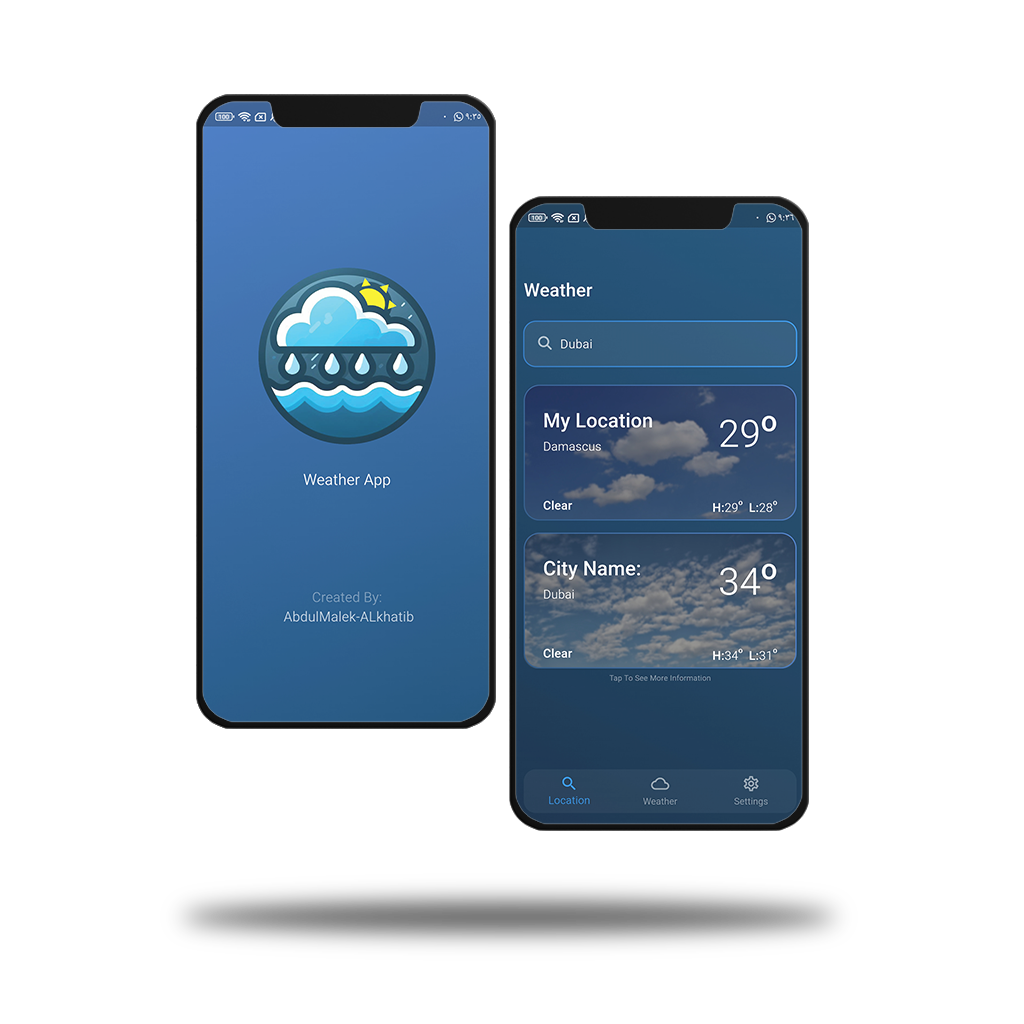 100
٩:٣٥
Weather App
Created By:
AbdulMalek-ALkhatib
100
٩:٣٦
Weather
Dubai
My Location
29°
Damascus
Clear
H:29° L:28°
City Name:
34°
Dubai
Clear
H:34° L:31°
Tap To See More Information
Location
Weather
Settings